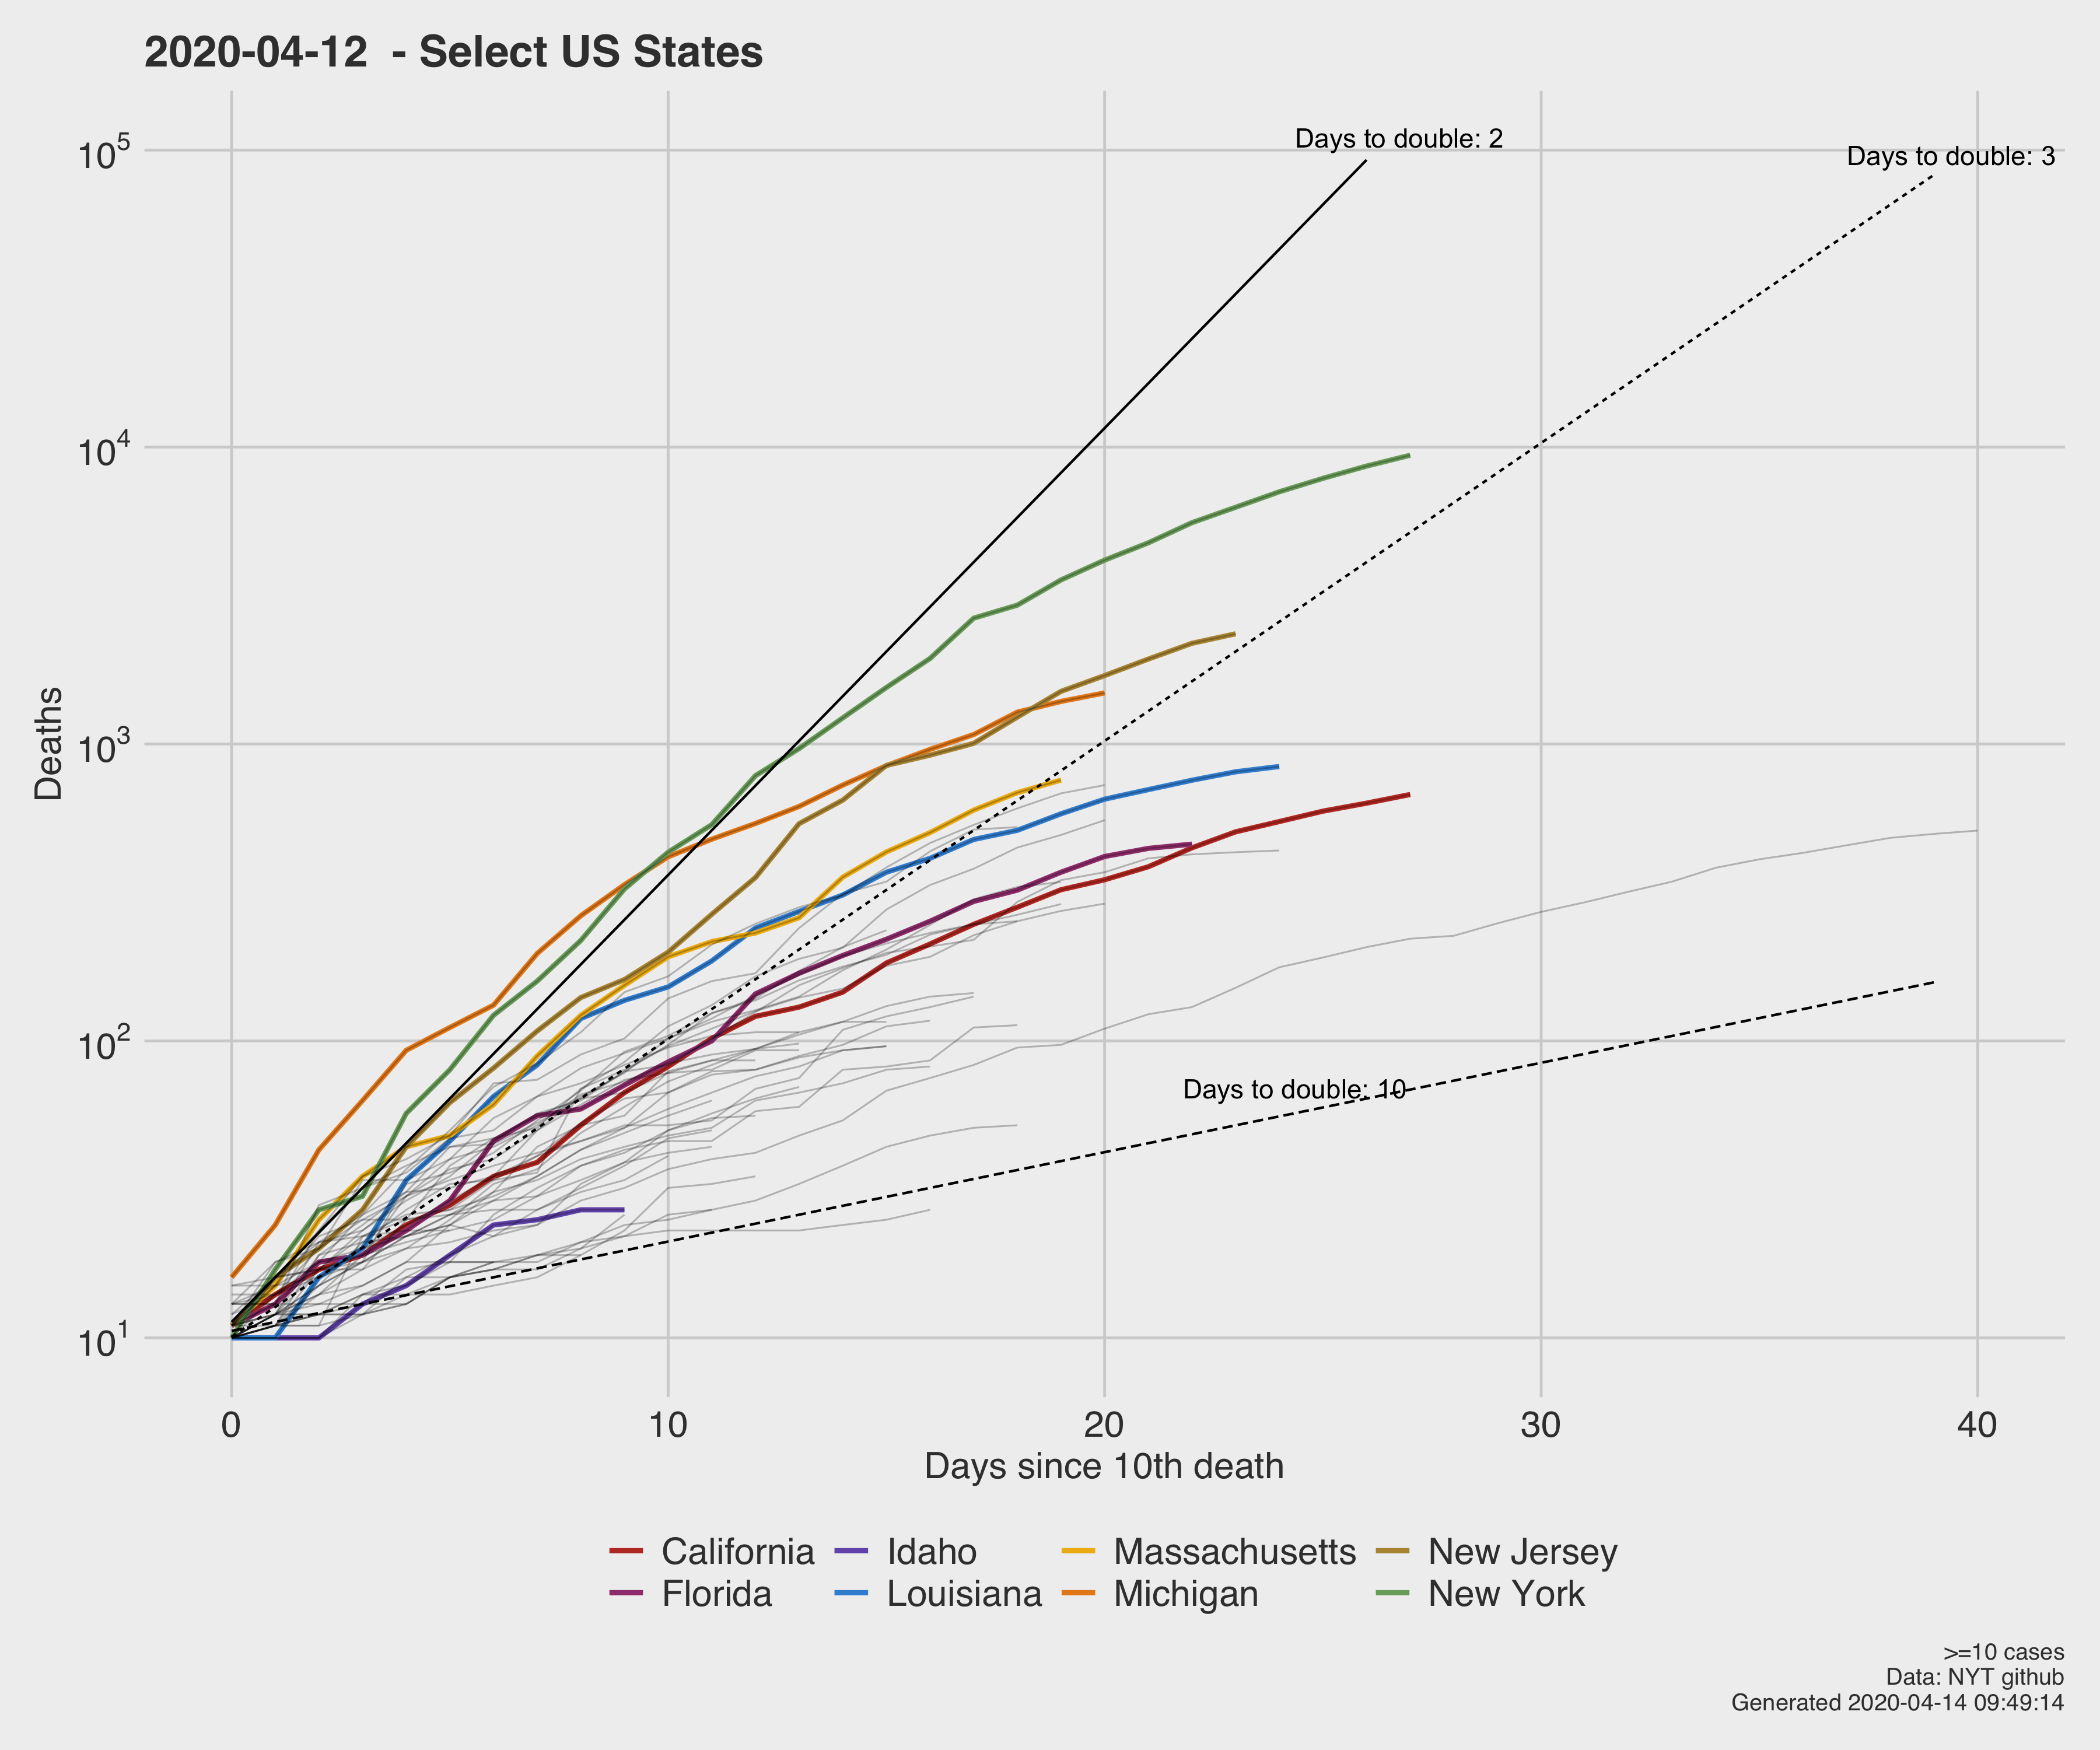 2020-04-12 - Select US States
Days to double: 2
Days to double: 3
Days to double: 10
Deaths
10^5
10^4
10^3
10^2
10^1
0 10 20 30 40
Days since 10th death
California Idaho Massachusetts New Jersey
Florida Louisiana Michigan New York
>=10 cases
Data: NYT github
Generated 2020-04-14 09:49:14